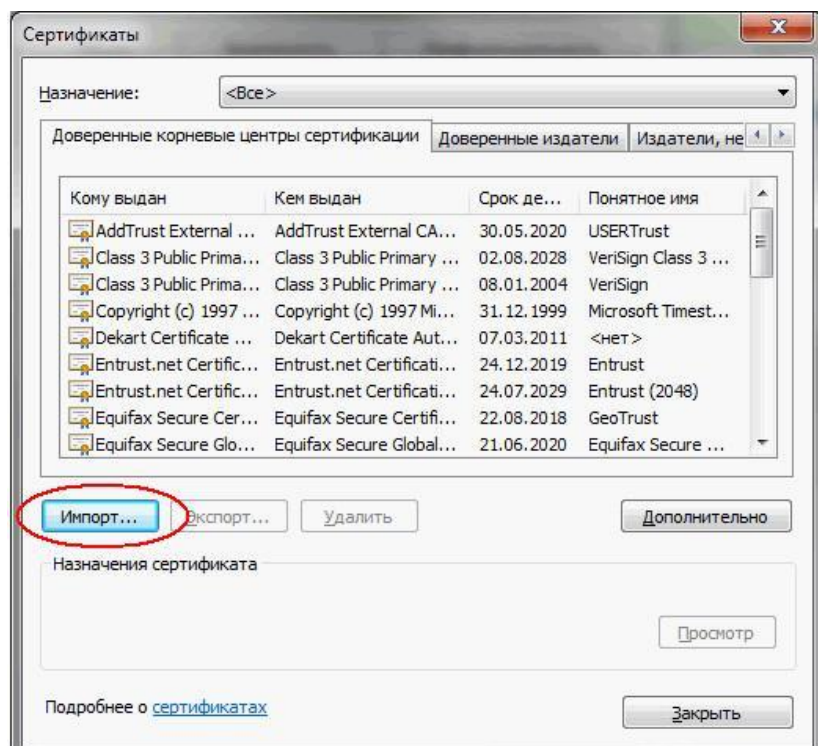 Сертификаты
Назначение: <Все>
Доверенные корневые центры сертификации Доверенные издатели Издатели, не
Кому выдан Кем выдан Срок де... Понятное имя
AddTrust External ... AddTrust External CA... 30.05.2020 USERTrust
Class 3 Public Prima... Class 3 Public Primary ... 02.08.2028 VeriSign Class 3 ...
Class 3 Public Prima... Class 3 Public Primary ... 08.01.2004 VeriSign
Copyright (c) 1997 ... Copyright (c) 1997 Mi... 31.12.1999 Microsoft Timest...
Dekart Certificate ... Dekart Certificate Aut... 07.03.2011 <нет>
Entrust.net Certific... Entrust.net Certificati... 24.12.2019 Entrust
Entrust.net Certific... Entrust.net Certificati... 24.07.2029 Entrust (2048)
Equifax Secure Cer... Equifax Secure Certifi... 22.08.2018 GeoTrust
Equifax Secure Glo... Equifax Secure Global... 21.06.2020 Equifax Secure ...
Импорт... Экспорт... Удалить Дополнительно
Назначения сертификата
Просмотр
Подробнее о сертификатах Закрыть